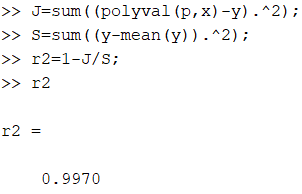 >> J=sum((polyval(p,x)-y).^2);
>> S=sum((y-mean(y)).^2);
>> r2=1-J/S;
>> r2
r2 =
0.9970